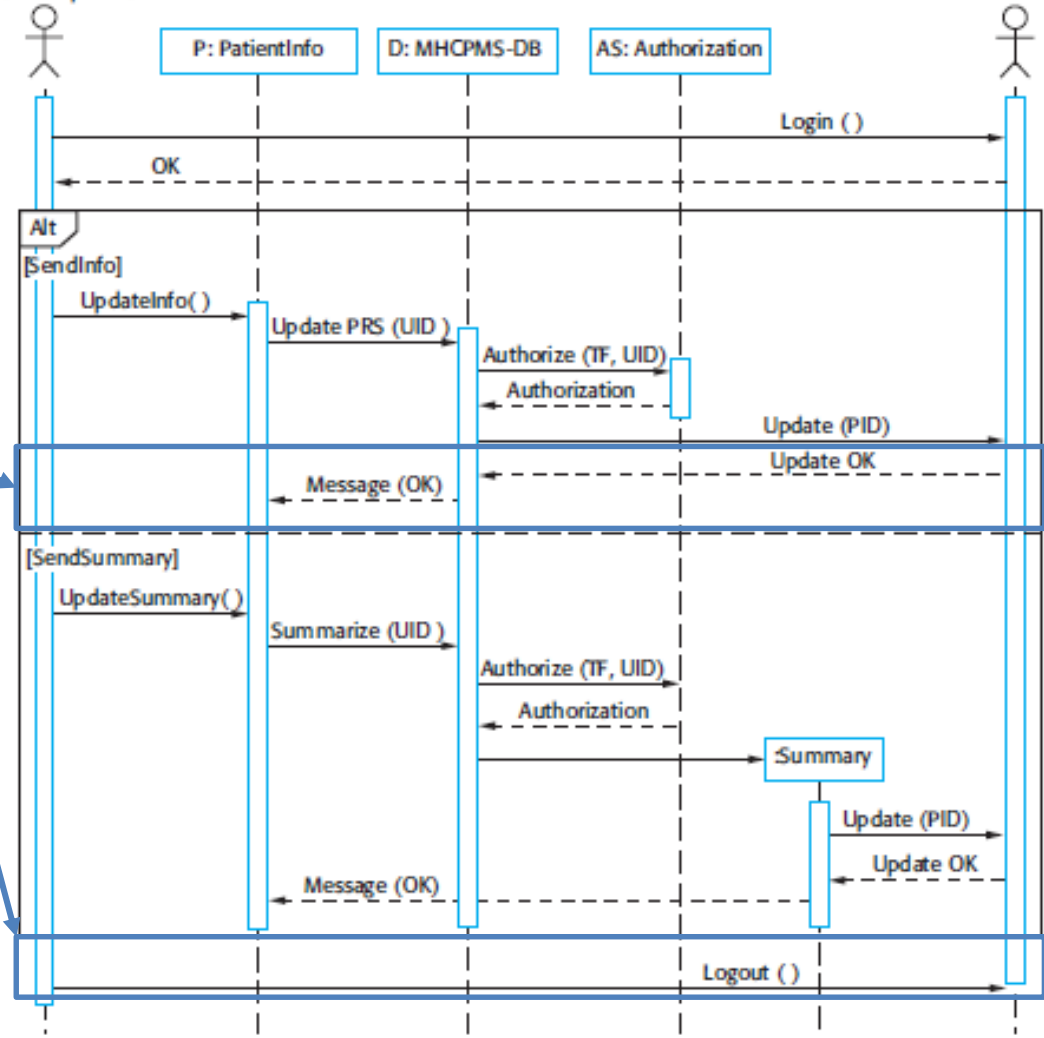 P: PatientInfo
D: MHCPMS-DB
AS: Authorization
Login ( )
OK
Alt
[SendInfo]
UpdateInfo( )
Update PRS (UID )
Authorize (TF, UID)
Authorization
Update (PID)
Update OK
Message (OK)
[SendSummary]
UpdateSummary( )
Summarize (UID )
Authorize (TF, UID)
Authorization
:Summary
Update (PID)
Update OK
Message (OK)
Logout ( )